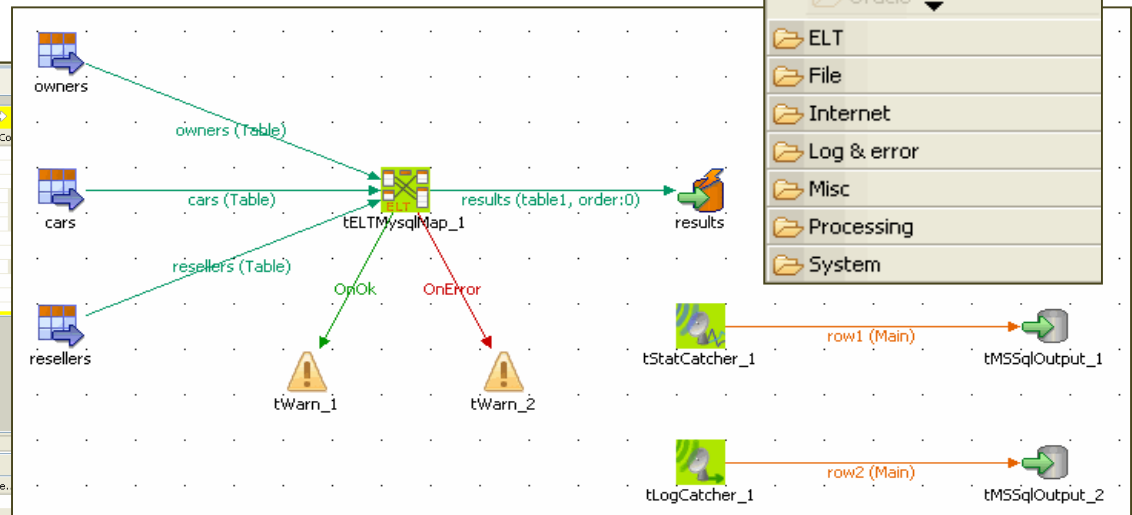 ELT
File
Internet
Log & error
Misc
Processing
System
owners
owners (Table)
cars
cars (Table)
ELT
tELTMysqlMap_1
results (table1, order:0)
results
resellers (Table)
resellers
OnOk
OnError
tWarn_1
tWarn_2
tStatCatcher_1
row1 (Main)
tMSSqlOutput_1
tLogCatcher_1
row2 (Main)
tMSSqlOutput_2